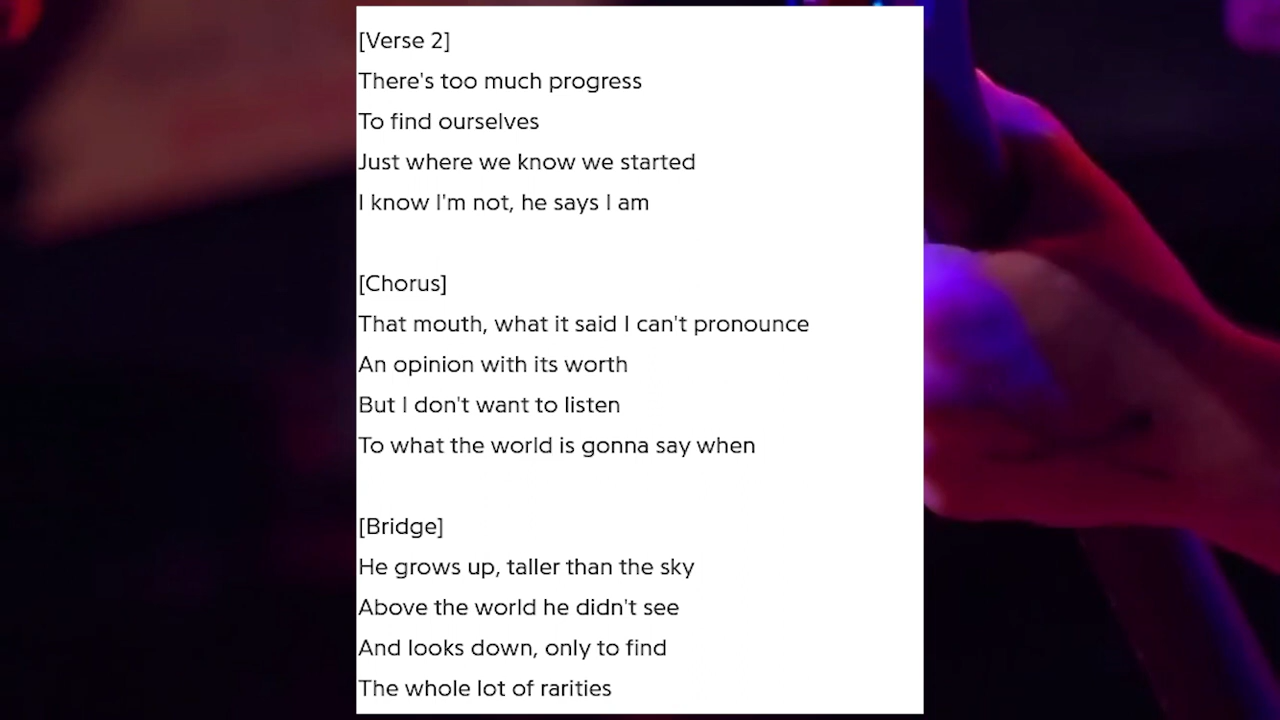 [Verse 2]
There's too much progress
To find ourselves
Just where we know we started
I know I'm not, he says I am
[Chorus]
That mouth, what it said I can't pronounce
An opinion with its worth
But I don't want to listen
To what the world is gonna say when
[Bridge]
He grows up, taller than the sky
Above the world he didn't see
And looks down, only to find
The whole lot of rarities